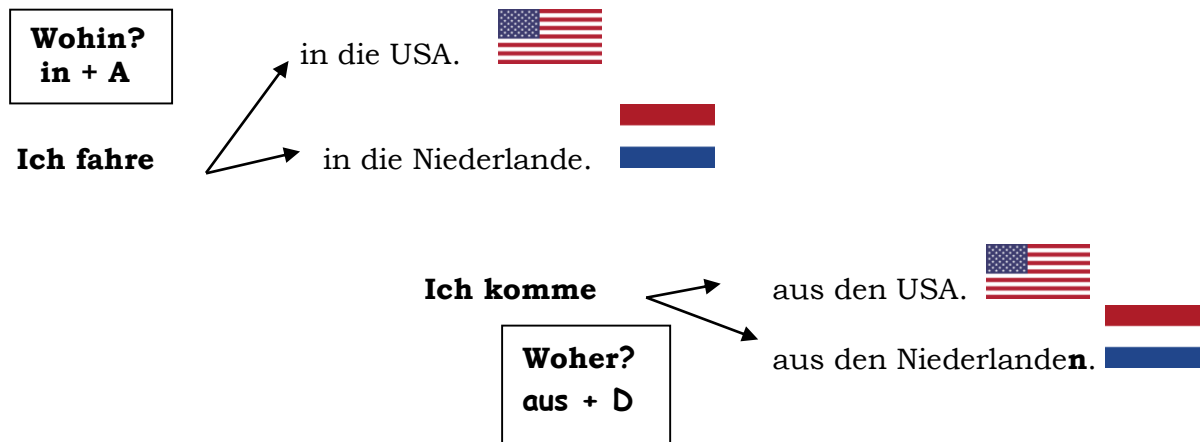 Wohin?
in + A
in die USA.
Ich fahre
in die Niederlande.
Ich komme
aus den USA.
Woher?
aus + D
aus den Niederlanden.